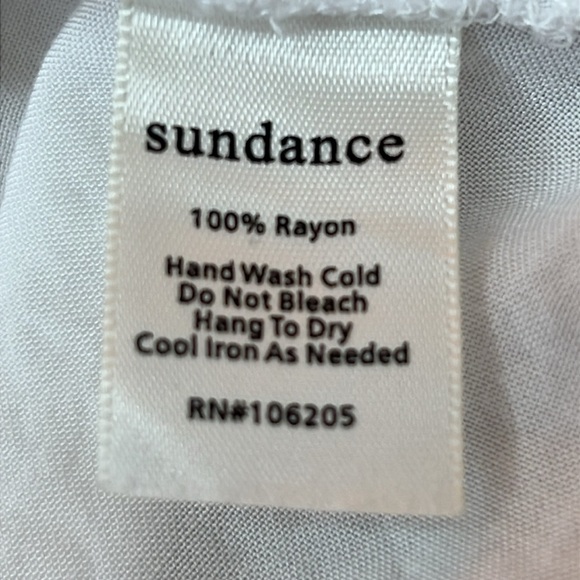 sundance
100% Rayon
Hand Wash Cold
Do Not Bleach
Hang To Dry
Cool Iron As Needed
RN#106205